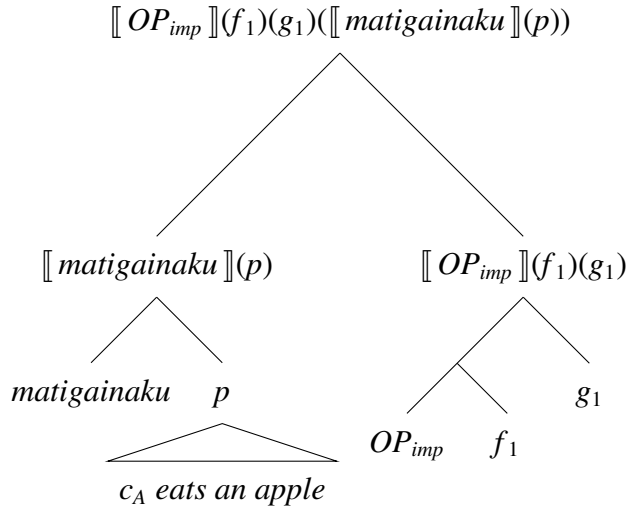 ⟦ OP_imp ⟧(f_1)(g_1)(⟦ matigainaku ⟧(p))
⟦ matigainaku ⟧(p) ⟦ OP_imp ⟧(f_1)(g_1)
matigainaku p g_1
OP_imp f_1
c_A eats an apple